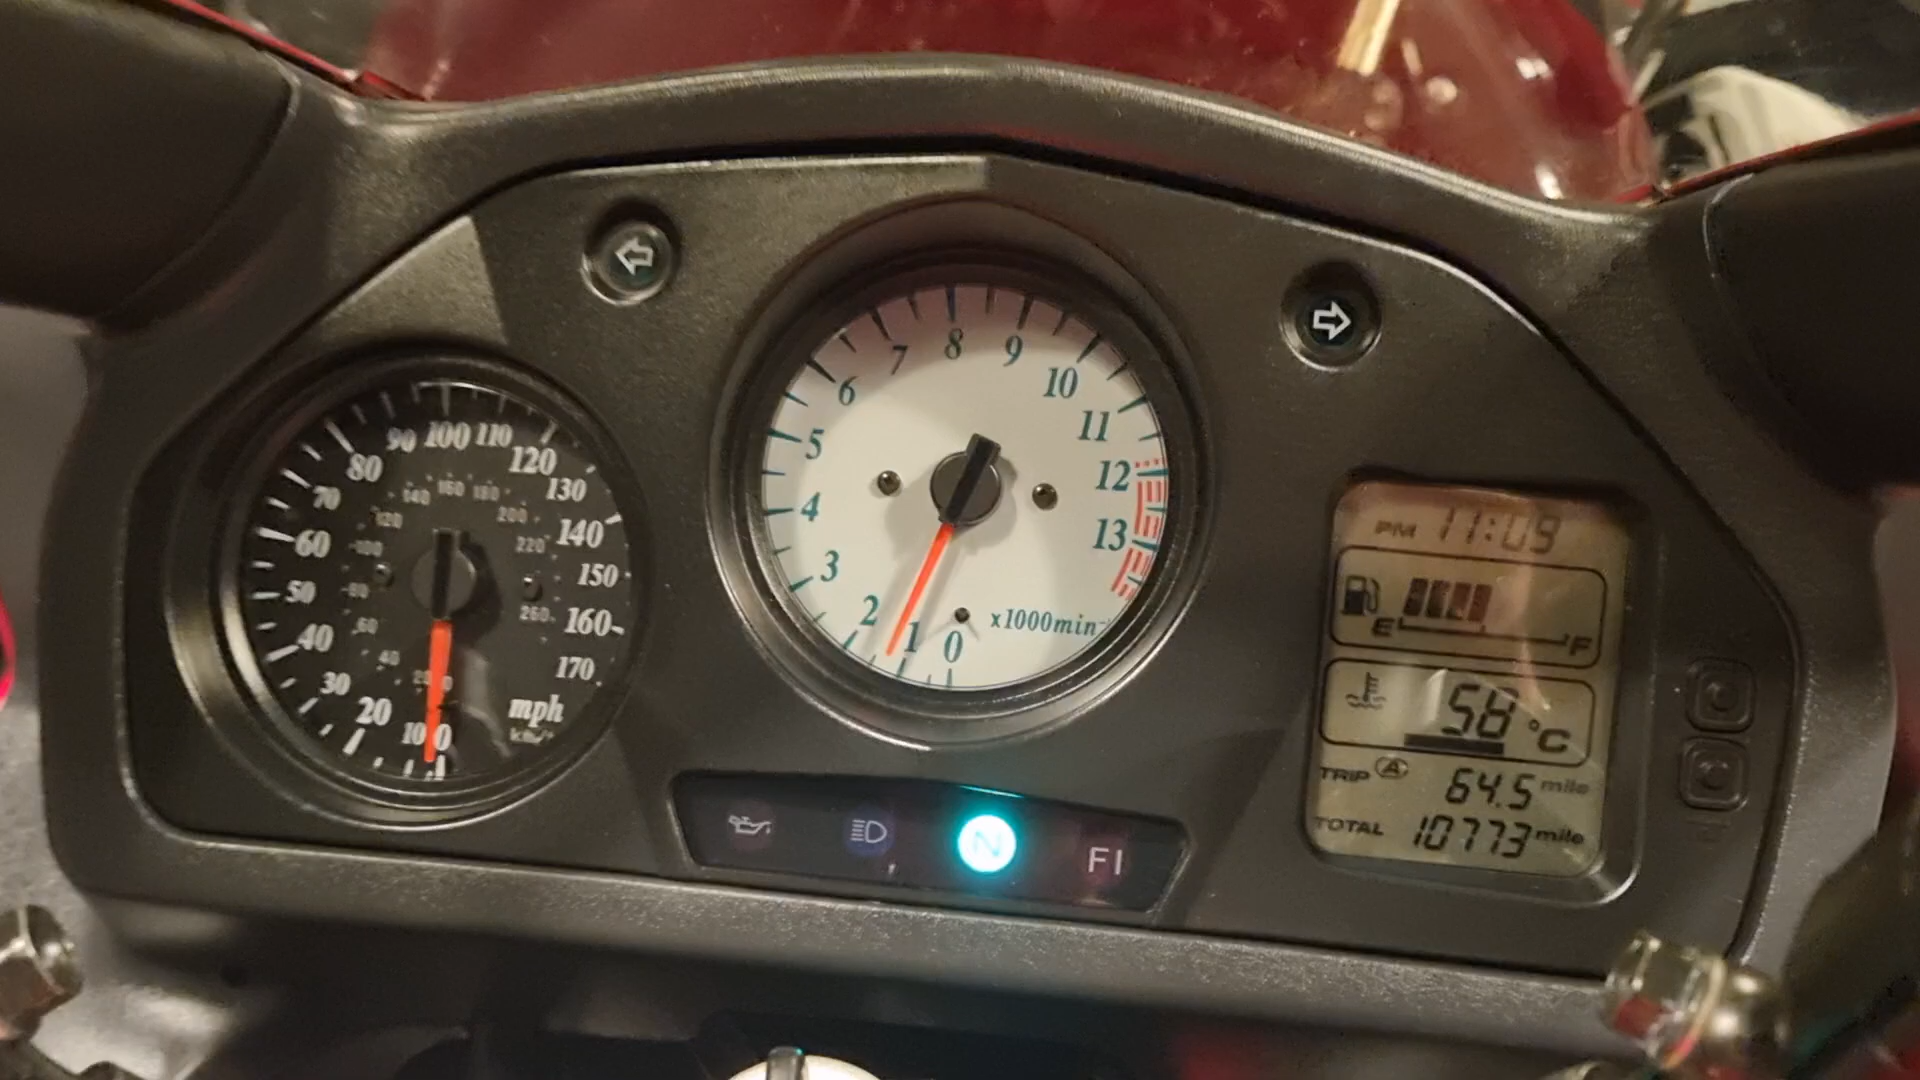 10 20 30 40 50 60 70 80 90 100 110 120 130 140 150 160 170
0
20 40 60 80 100 120 140 160 180 200 220 260
mph
km/h
0 1 2 3 4 5 6 7 8 9 10 11 12 13
x1000min⁻
N
FI
PM 11:09
E F
58 °C
TRIP A 64.5 mile
TOTAL 10773 mile